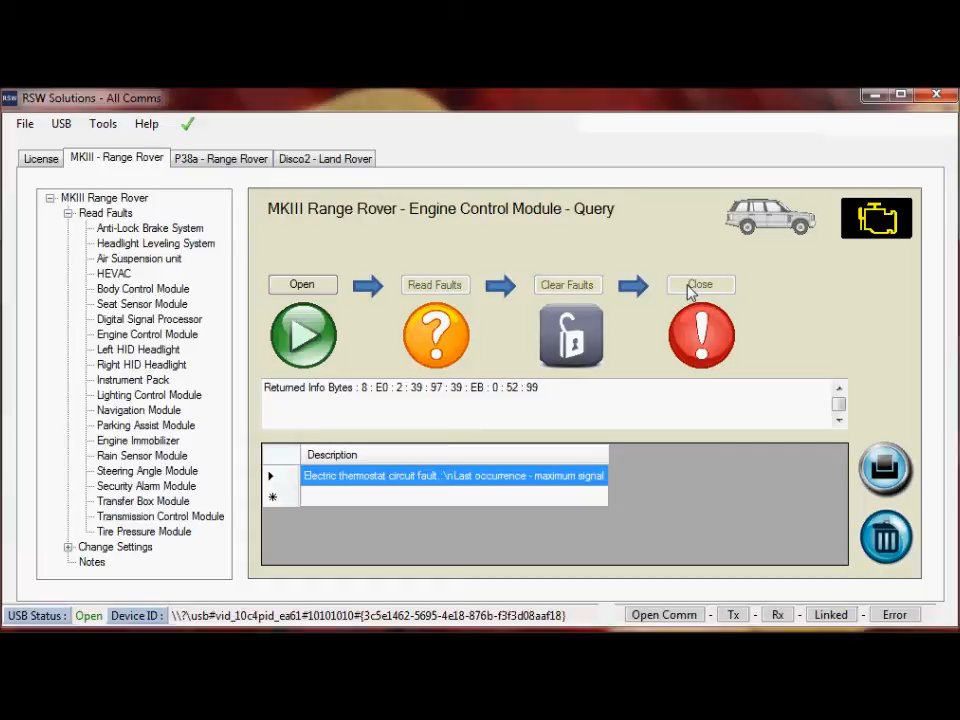 RSW RSW Solutions - All Comms
File USB Tools Help
License MKIII - Range Rover P38a - Range Rover Disco2 - Land Rover
MKIII Range Rover
Read Faults
Anti-Lock Brake System
Headlight Leveling System
Air Suspension unit
HEVAC
Body Control Module
Seat Sensor Module
Digital Signal Processor
Engine Control Module
Left HID Headlight
Right HID Headlight
Instrument Pack
Lighting Control Module
Navigation Module
Parking Assist Module
Engine Immobilizer
Rain Sensor Module
Steering Angle Module
Security Alarm Module
Transfer Box Module
Transmission Control Module
Tire Pressure Module
Change Settings
Notes
MKIII Range Rover - Engine Control Module - Query
Open Read Faults Clear Faults Close
Returned Info Bytes : 8 : E0 : 2 : 39 : 97 : 39 : EB : 0 : 52 : 99
Description
Electric thermostat circuit fault :\nLast occurrence - maximum signal
USB Status : Open Device ID : \\?\usb#vid_10c4pid_ea61#10101010#{3c5e1462-5695-4e18-876b-f3f3d08aaf18} Open Comm - Tx - Rx - Linked - Error